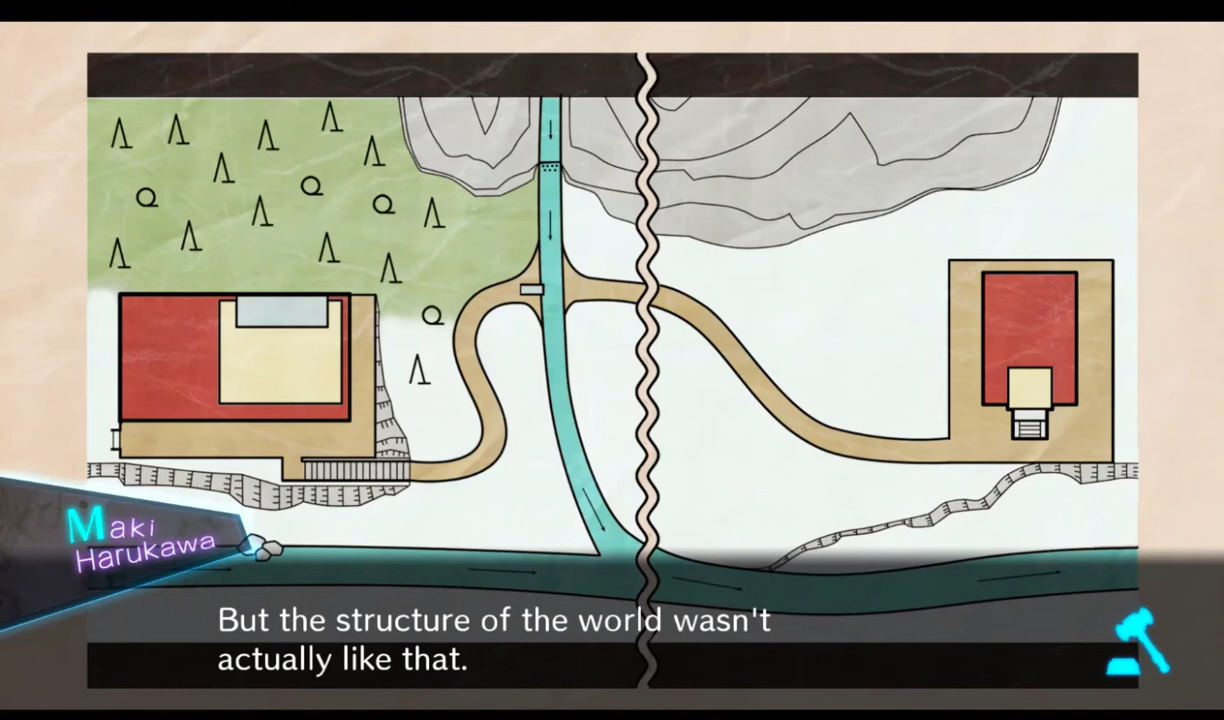 Maki
Harukawa
But the structure of the world wasn't
actually like that.